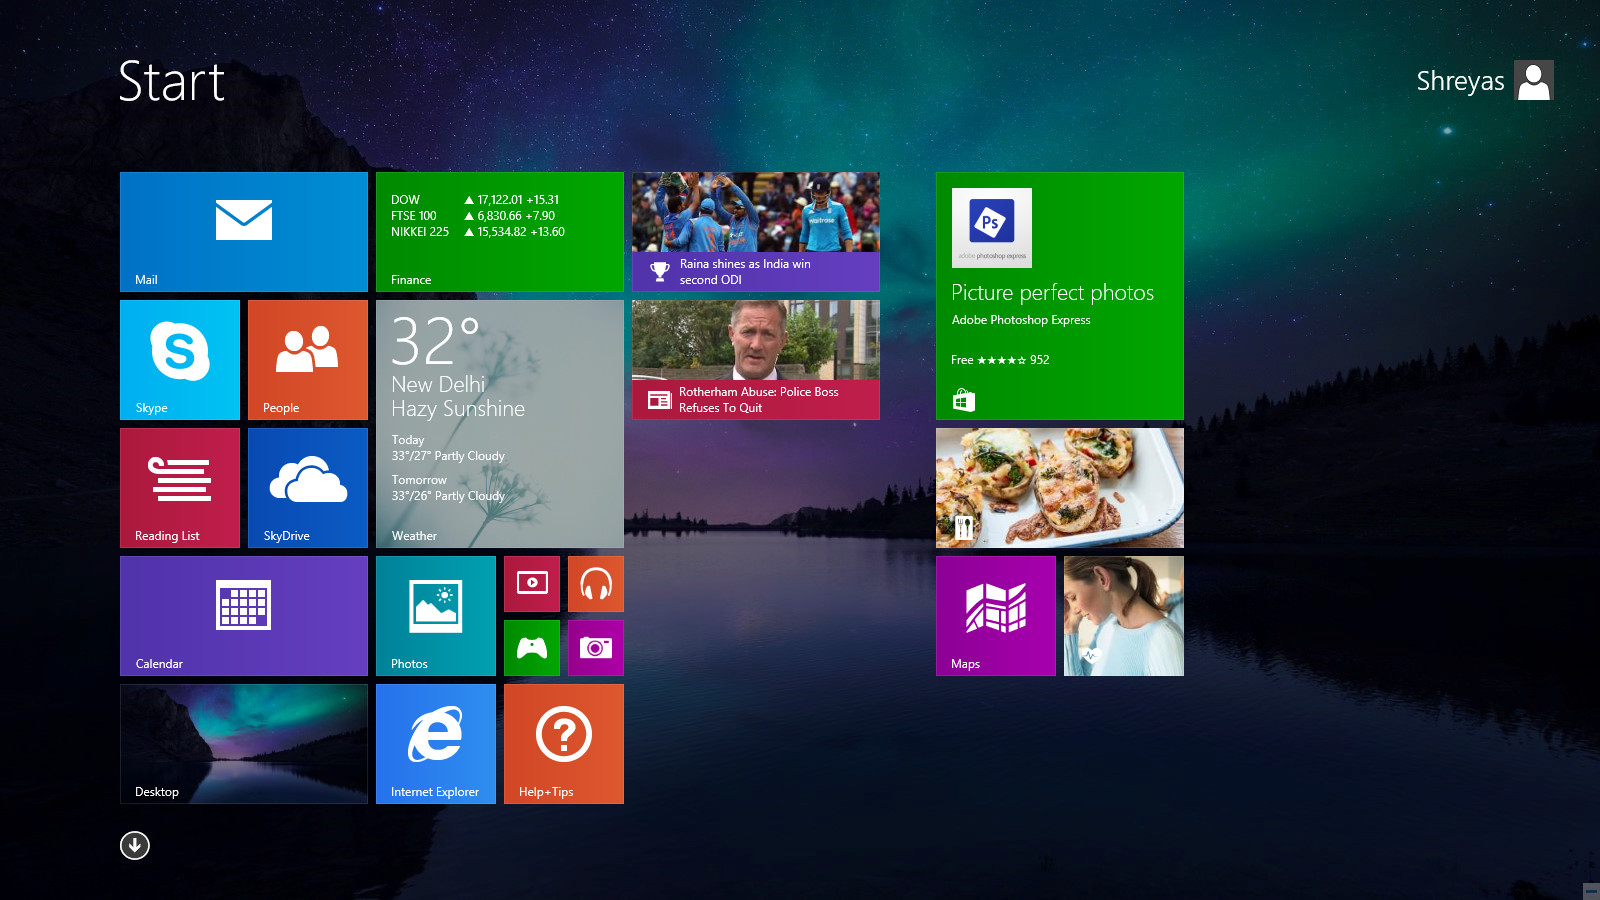 Start
Shreyas
Mail
DOW ▲ 17,122.01 +15.31
FTSE 100 ▲ 6,830.66 +7.90
NIKKEI 225 ▲ 15,534.82 +13.60
Finance
Raina shines as India win
second ODI
Ps
adobe photoshop express
Picture perfect photos
Adobe Photoshop Express
Free ★★★★☆ 952
S
Skype
People
32°
New Delhi
Hazy Sunshine
Today
33°/27° Partly Cloudy
Tomorrow
33°/26° Partly Cloudy
Weather
Rotherham Abuse: Police Boss
Refuses To Quit
Reading List
SkyDrive
Calendar
Photos
Maps
Desktop
Internet Explorer
?
Help+Tips